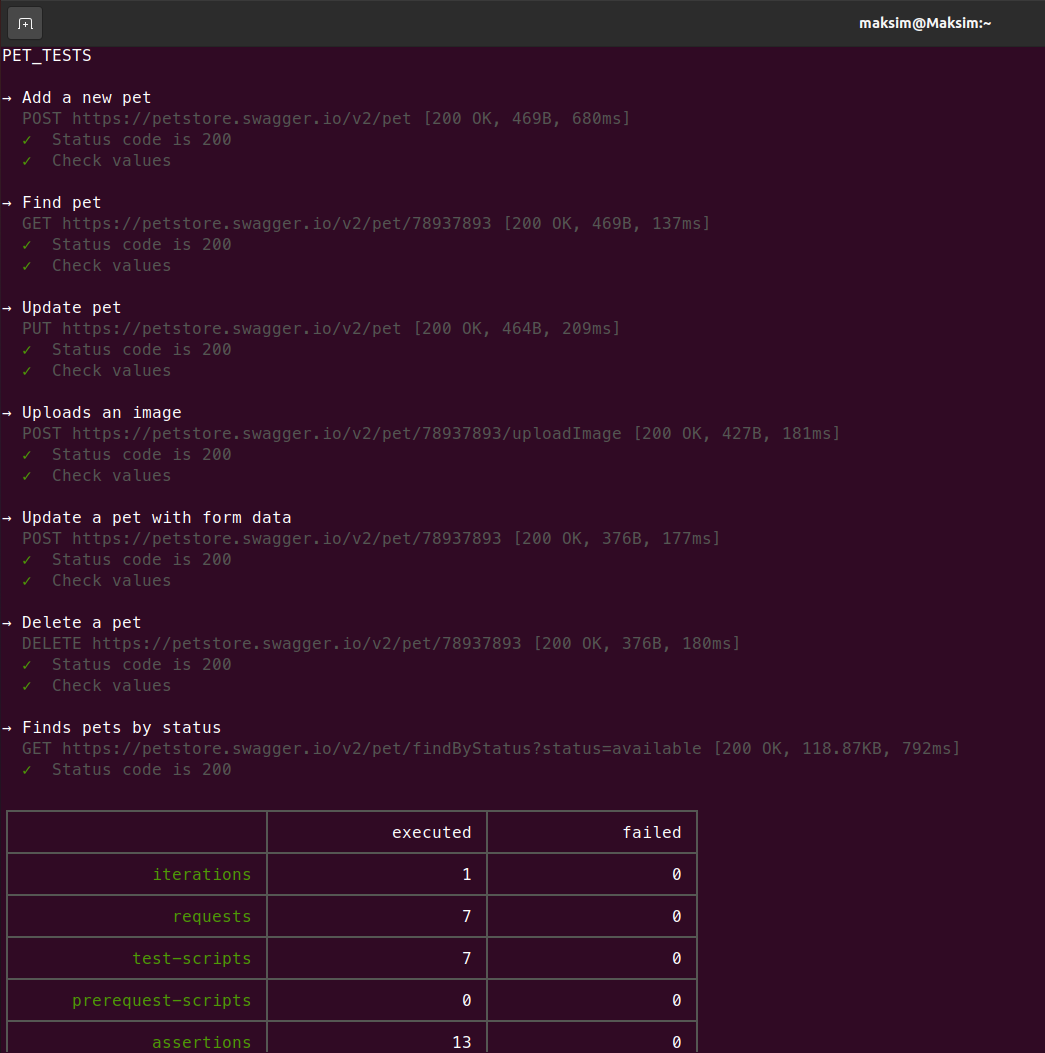 maksim@Maksim:~
PET_TESTS
→ Add a new pet
POST https://petstore.swagger.io/v2/pet [200 OK, 469B, 680ms]
✓ Status code is 200
✓ Check values
→ Find pet
GET https://petstore.swagger.io/v2/pet/78937893 [200 OK, 469B, 137ms]
✓ Status code is 200
✓ Check values
→ Update pet
PUT https://petstore.swagger.io/v2/pet [200 OK, 464B, 209ms]
✓ Status code is 200
✓ Check values
→ Uploads an image
POST https://petstore.swagger.io/v2/pet/78937893/uploadImage [200 OK, 427B, 181ms]
✓ Status code is 200
✓ Check values
→ Update a pet with form data
POST https://petstore.swagger.io/v2/pet/78937893 [200 OK, 376B, 177ms]
✓ Status code is 200
✓ Check values
→ Delete a pet
DELETE https://petstore.swagger.io/v2/pet/78937893 [200 OK, 376B, 180ms]
✓ Status code is 200
✓ Check values
→ Finds pets by status
GET https://petstore.swagger.io/v2/pet/findByStatus?status=available [200 OK, 118.87KB, 792ms]
✓ Status code is 200
executed failed
iterations 1 0
requests 7 0
test-scripts 7 0
prerequest-scripts 0 0
assertions 13 0